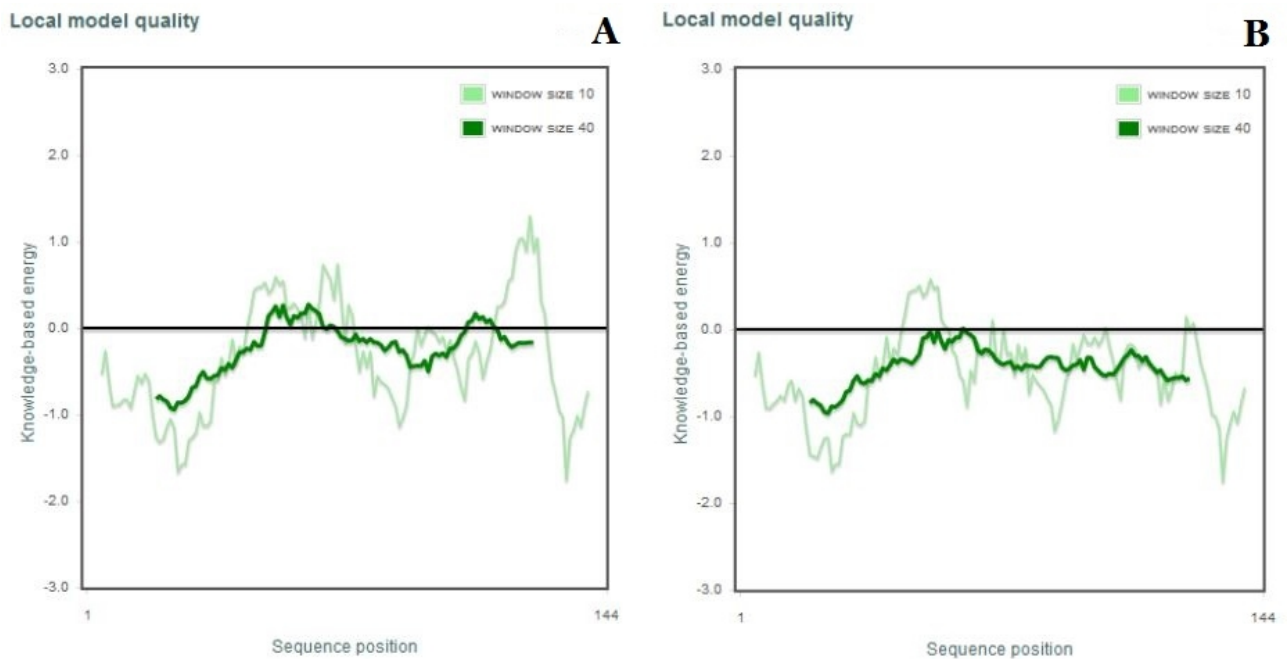 Local model quality
A
3.0
WINDOW SIZE 10
WINDOW SIZE 40
2.0
1.0
0.0
-1.0
-2.0
-3.0
Knowledge-based energy
1
144
Sequence position
Local model quality
B
3.0
WINDOW SIZE 10
WINDOW SIZE 40
2.0
1.0
0.0
-1.0
-2.0
-3.0
Knowledge-based energy
1
144
Sequence position